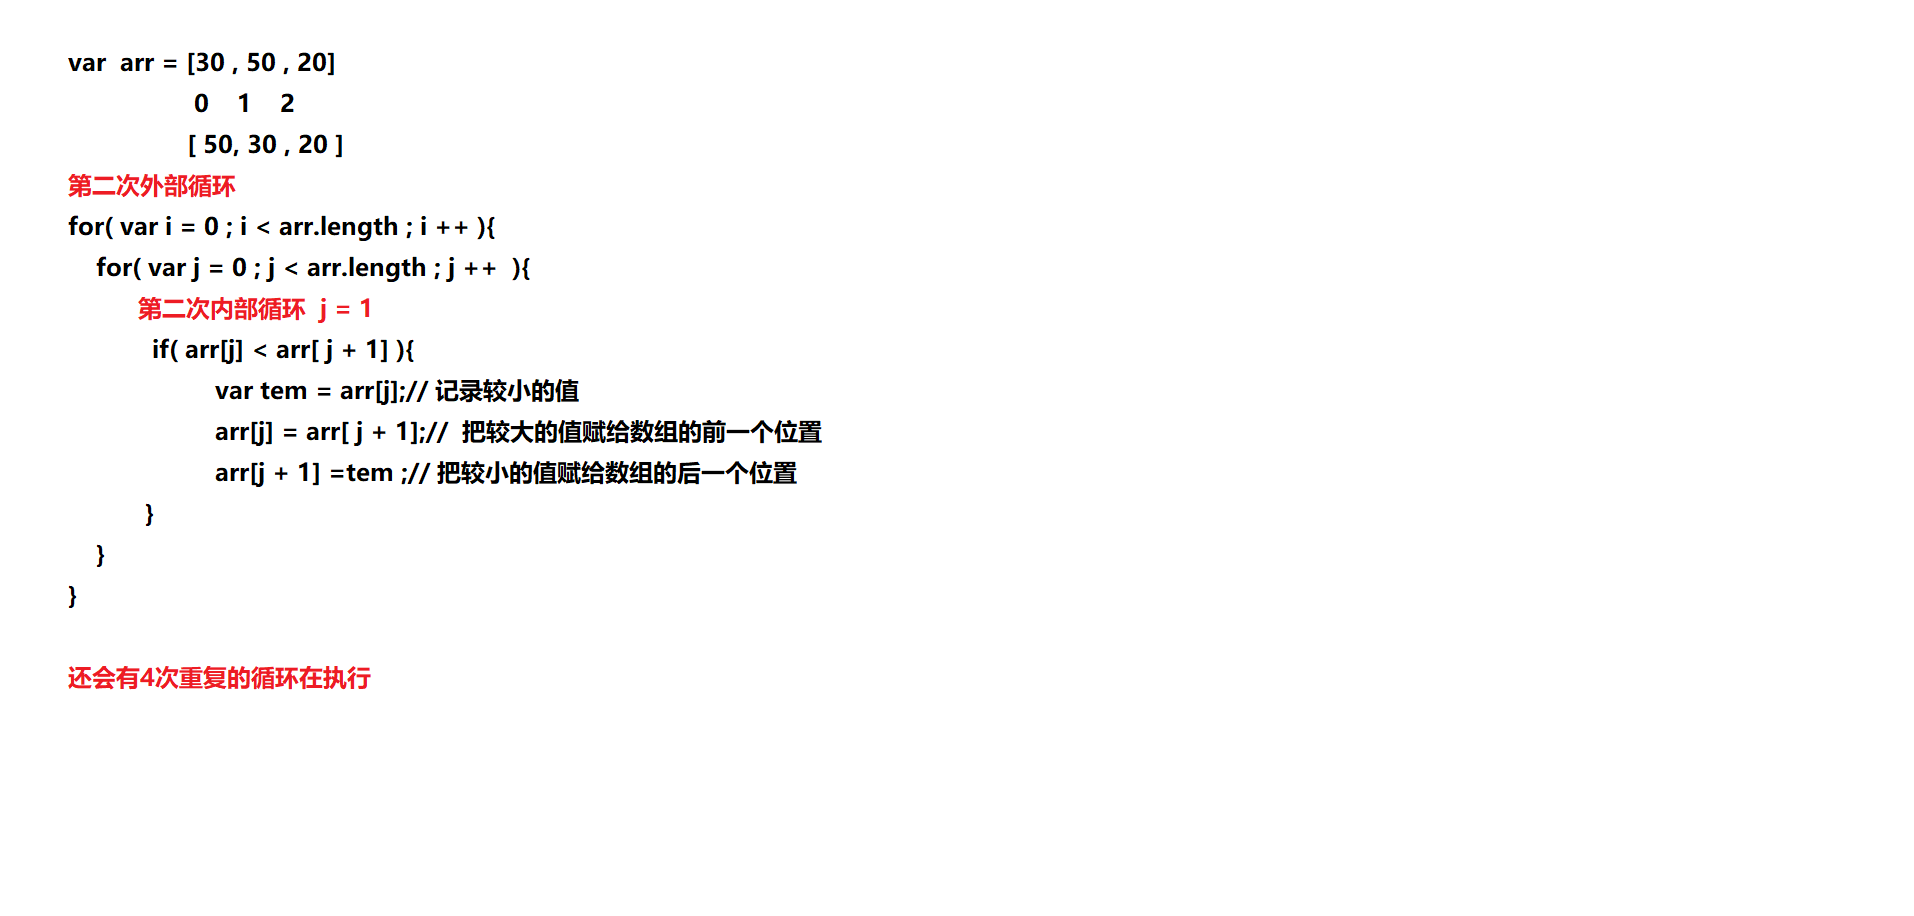 var  arr = [30 , 50 , 20]
0    1    2
[ 50, 30 , 20 ]
第二次外部循环
for( var i = 0 ; i < arr.length ; i ++ ){
for( var j = 0 ; j < arr.length ; j ++  ){
第二次内部循环  j = 1
if( arr[j] < arr[ j + 1] ){
var tem = arr[j];// 记录较小的值
arr[j] = arr[ j + 1];//  把较大的值赋给数组的前一个位置
arr[j + 1] =tem ;// 把较小的值赋给数组的后一个位置
}
}
}
还会有4次重复的循环在执行